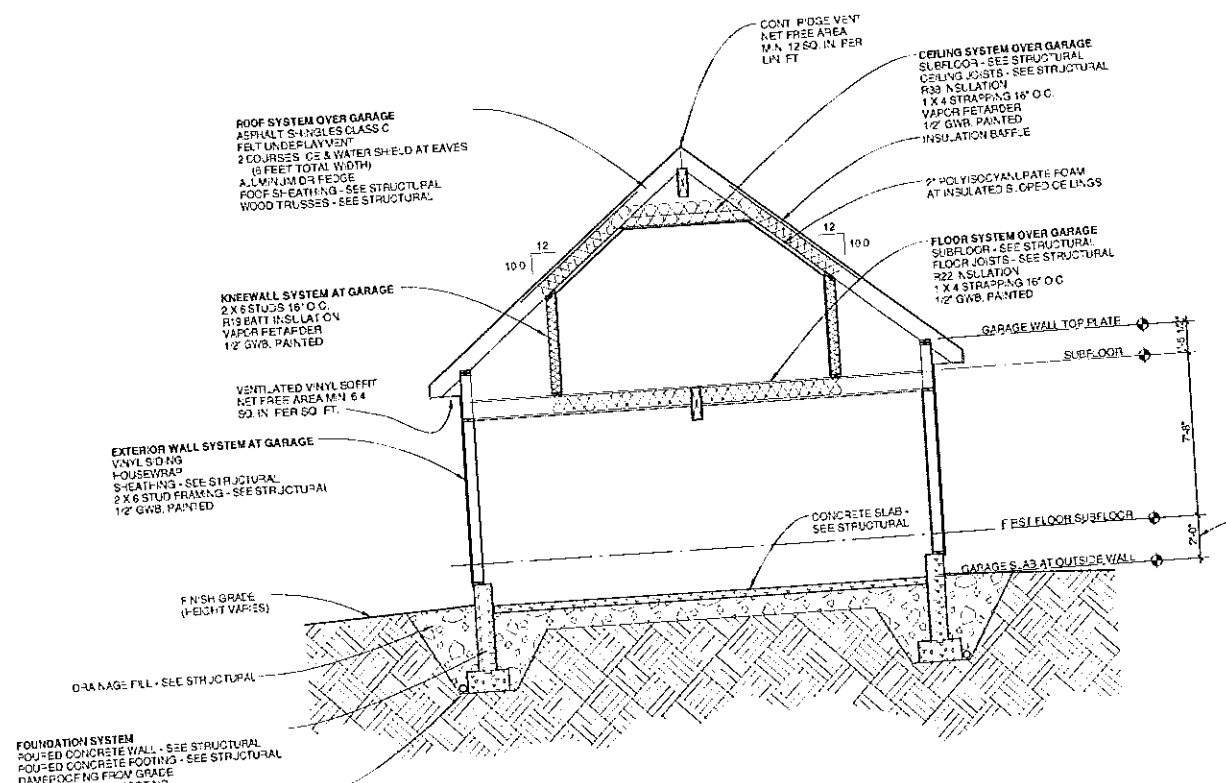 CONT. RIDGE VENT
NET FREE AREA
MIN. 12 SQ. IN. PER
LIN. FT
CEILING SYSTEM OVER GARAGE
SUBFLOOR - SEE STRUCTURAL
CEILING JOISTS - SEE STRUCTURAL
R38 INSULATION
1 X 4 STRAPPING 16" O.C.
VAPOR RETARDER
1/2" GWB, PAINTED
INSULATION BAFFLE
2" POLYISOCYANURATE FOAM
AT INSULATED SLOPED CEILINGS
ROOF SYSTEM OVER GARAGE
ASPHALT SHINGLES CLASS C
FELT UNDERLAYMENT
2 COURSES ICE & WATER SHIELD AT EAVES
(6 FEET TOTAL WIDTH)
ALUMINUM DRIPEDGE
ROOF SHEATHING - SEE STRUCTURAL
WOOD TRUSSES - SEE STRUCTURAL
12
10.0
12
10.0
FLOOR SYSTEM OVER GARAGE
SUBFLOOR - SEE STRUCTURAL
FLOOR JOISTS - SEE STRUCTURAL
R22 INSULATION
1 X 4 STRAPPING 16" O.C.
1/2" GWB, PAINTED
KNEEWALL SYSTEM AT GARAGE
2 X 6 STUDS 16" O.C.
R19 BATT INSULATION
VAPOR RETARDER
1/2" GWB, PAINTED
GARAGE WALL TOP PLATE
SUBFLOOR
VENTILATED VINYL SOFFIT
NET FREE AREA MIN. 6.4
SQ. IN. PER SQ. FT.
7'-8"
EXTERIOR WALL SYSTEM AT GARAGE
VINYL SIDING
HOUSEWRAP
SHEATHING - SEE STRUCTURAL
2 X 6 STUD FRAMING - SEE STRUCTURAL
1/2" GWB, PAINTED
CONCRETE SLAB -
SEE STRUCTURAL
FIRST FLOOR SUBFLOOR
2'-0"
GARAGE SLAB AT OUTSIDE WALL
FINISH GRADE
(HEIGHT VARIES)
DRAINAGE FILL - SEE STRUCTURAL
FOUNDATION SYSTEM
POURED CONCRETE WALL - SEE STRUCTURAL
POURED CONCRETE FOOTING - SEE STRUCTURAL
DAMPROOFING FROM GRADE